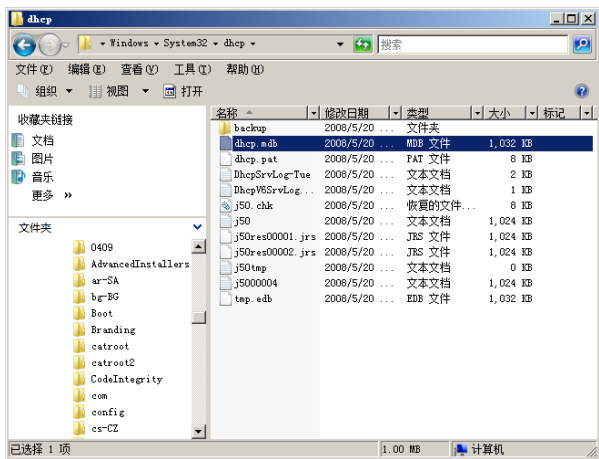 dhcp
Windows System32 dhcp 搜索
文件(F) 编辑(E) 查看(V) 工具(T) 帮助(H)
组织 视图 打开
收藏夹链接
文档
图片
音乐
更多 »
文件夹
0409
AdvancedInstallers
ar-SA
bg-BG
Boot
Branding
catroot
catroot2
CodeIntegrity
com
config
cs-CZ
名称 修改日期 类型 大小 标记
backup 2008/5/20 ... 文件夹
dhcp.mdb 2008/5/20 ... MDB 文件 1,032 KB
dhcp.pat 2008/5/20 ... PAT 文件 8 KB
DhcpSrvLog-Tue 2008/5/20 ... 文本文档 2 KB
DhcpV6SrvLog... 2008/5/20 ... 文本文档 1 KB
j50.chk 2008/5/20 ... 恢复的文件... 8 KB
j50 2008/5/20 ... 文本文档 1,024 KB
j50res00001.jrs 2008/5/20 ... JRS 文件 1,024 KB
j50res00002.jrs 2008/5/20 ... JRS 文件 1,024 KB
j50tmp 2008/5/20 ... 文本文档 0 KB
j5000004 2008/5/20 ... 文本文档 1,024 KB
tmp.edb 2008/5/20 ... EDB 文件 1,032 KB
已选择 1 项 1.00 MB 计算机